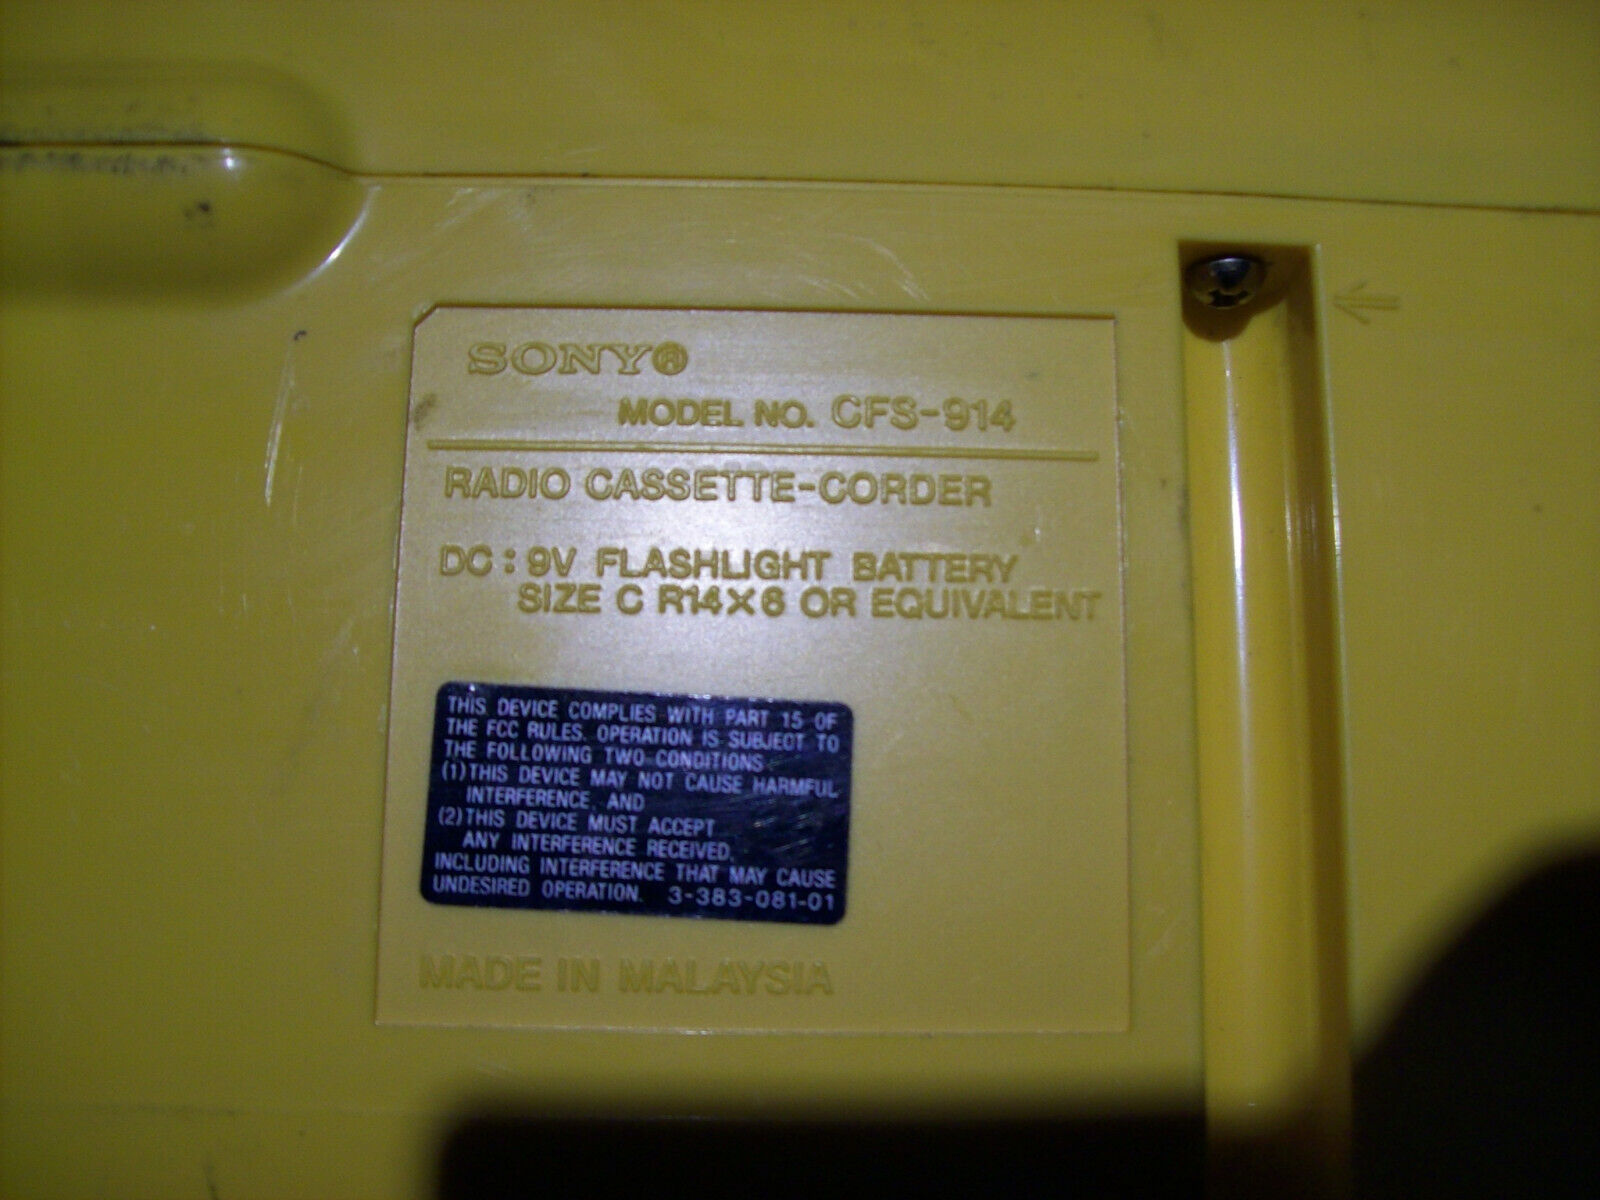 SONY®
MODEL NO. CFS-914
RADIO CASSETTE-CORDER
DC : 9V FLASHLIGHT BATTERY
SIZE C R14×6 OR EQUIVALENT
THIS DEVICE COMPLIES WITH PART 15 OF
THE FCC RULES. OPERATION IS SUBJECT TO
THE FOLLOWING TWO CONDITIONS
(1) THIS DEVICE MAY NOT CAUSE HARMFUL
INTERFERENCE, AND
(2) THIS DEVICE MUST ACCEPT
ANY INTERFERENCE RECEIVED,
INCLUDING INTERFERENCE THAT MAY CAUSE
UNDESIRED OPERATION. 3-383-081-01
MADE IN MALAYSIA